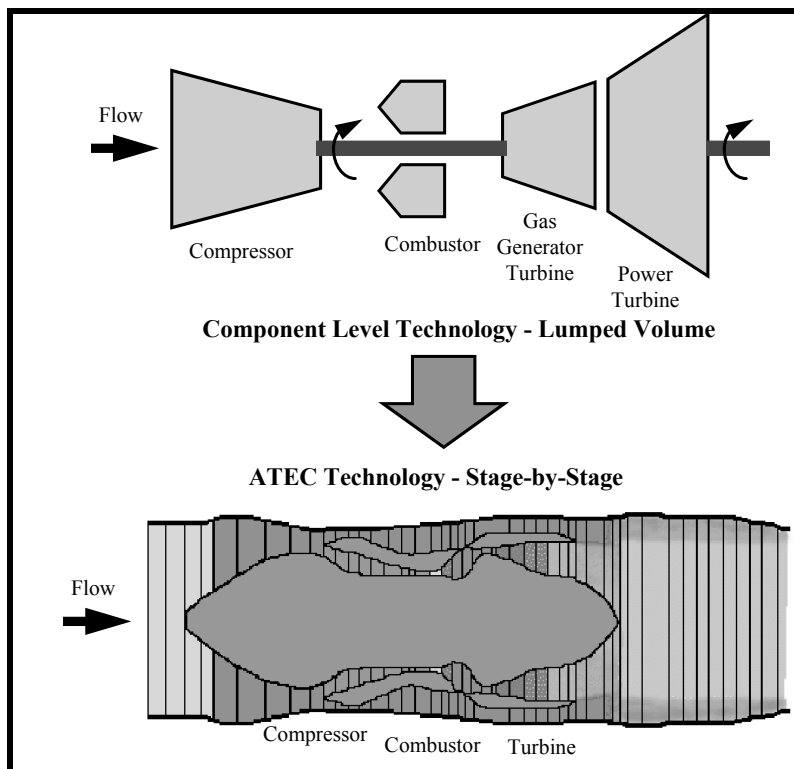 Flow
Compressor
Combustor
Gas
Generator
Turbine
Power
Turbine
Component Level Technology - Lumped Volume
ATEC Technology - Stage-by-Stage
Flow
Compressor
Combustor
Turbine